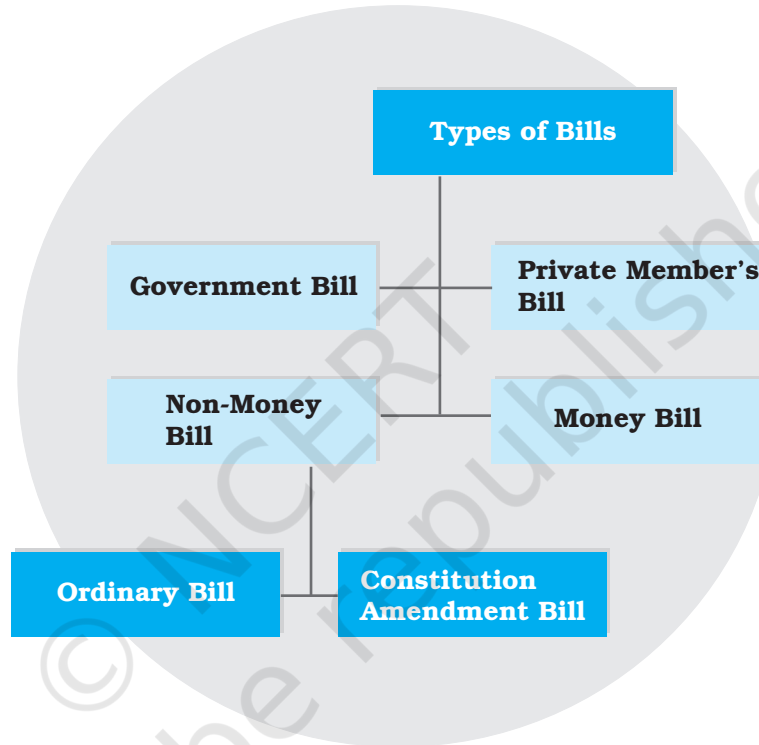 Types of Bills
Government Bill
Private Member's
Bill
Non-Money
Bill
Money Bill
Ordinary Bill
Constitution
Amendment Bill
© NCERT
be republishe